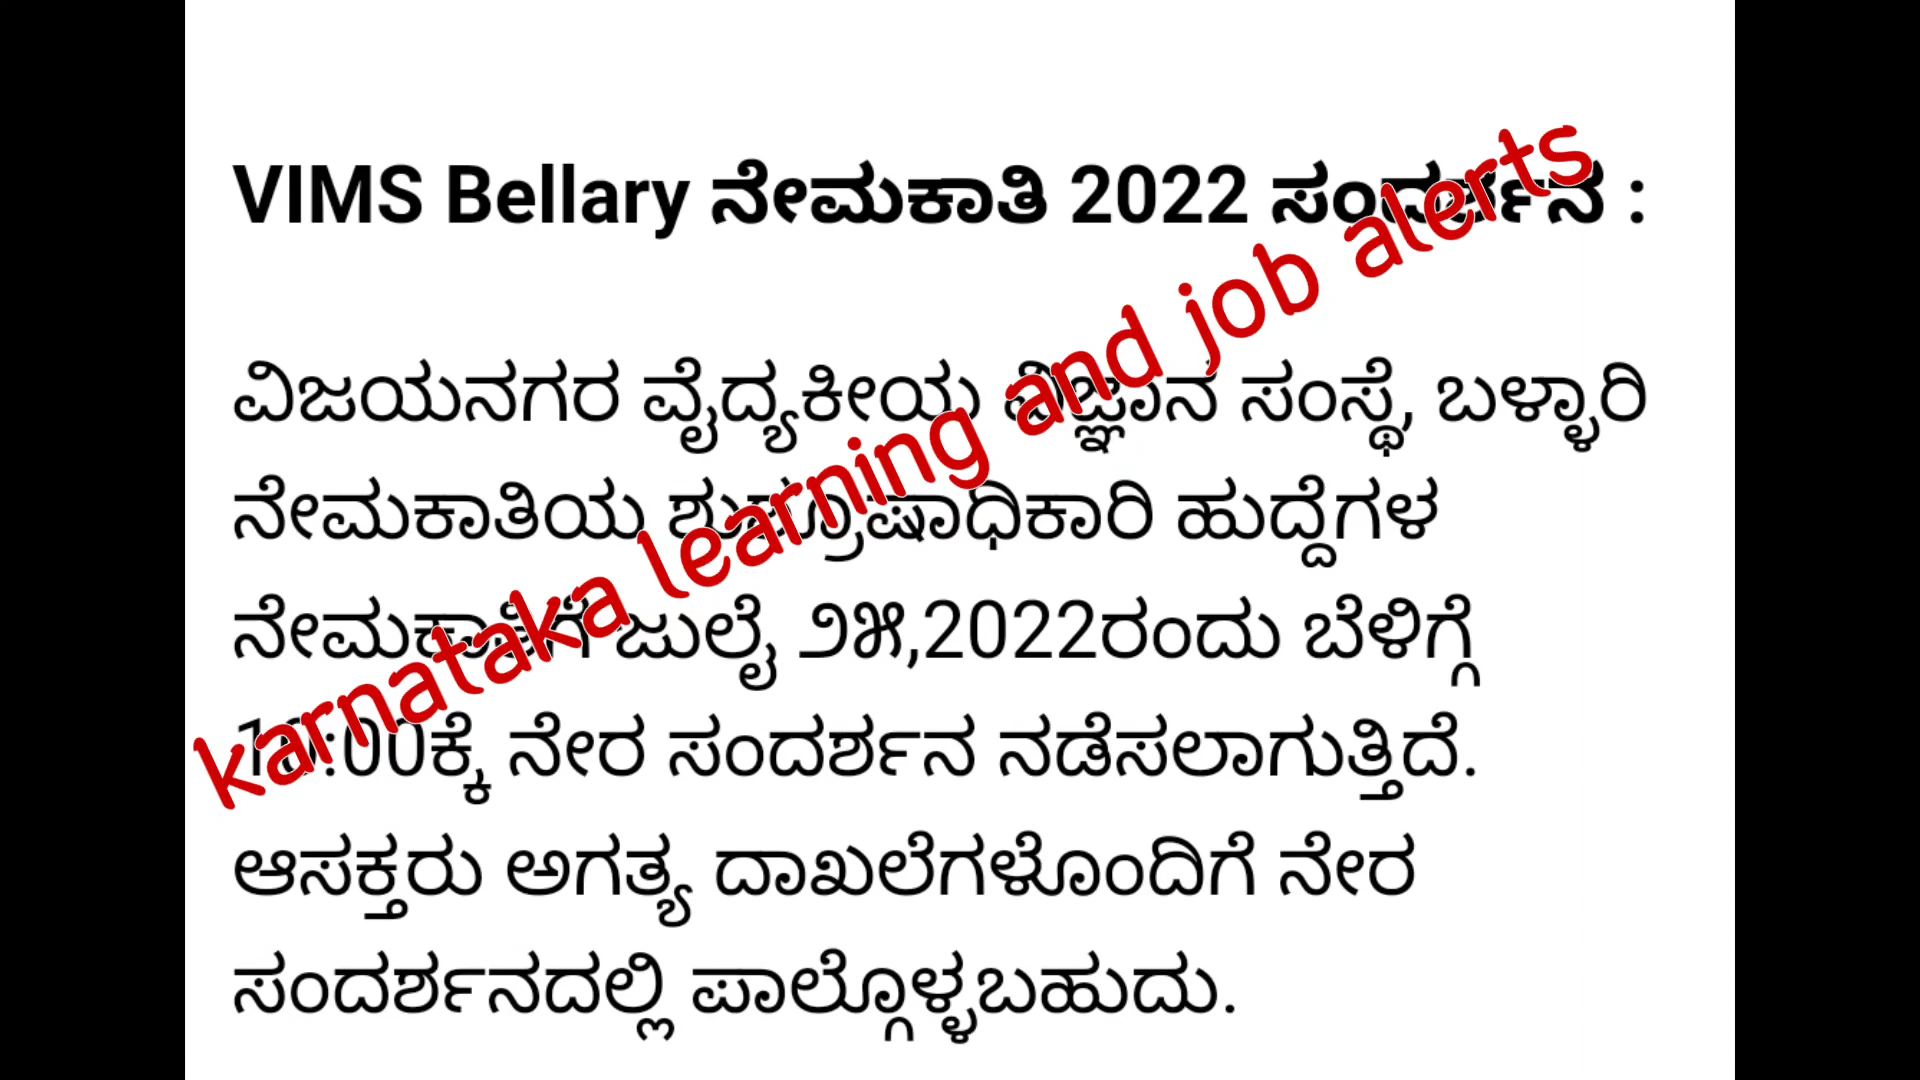 VIMS Bellary ನೇಮಕಾತಿ 2022 ಸಂದರ್ಶನ :
ವಿಜಯನಗರ ವೈದ್ಯಕೀಯ ವಿಜ್ಞಾನ ಸಂಸ್ಥೆ, ಬಳ್ಳಾರಿ
ನೇಮಕಾತಿಯ ಶುಶ್ರೂಷಾಧಿಕಾರಿ ಹುದ್ದೆಗಳ
ನೇಮಕಾತಿಗೆ ಜುಲೈ ೨೫,2022ರಂದು ಬೆಳಿಗ್ಗೆ
10:00ಕ್ಕೆ ನೇರ ಸಂದರ್ಶನ ನಡೆಸಲಾಗುತ್ತಿದೆ.
ಆಸಕ್ತರು ಅಗತ್ಯ ದಾಖಲೆಗಳೊಂದಿಗೆ ನೇರ
ಸಂದರ್ಶನದಲ್ಲಿ ಪಾಲ್ಗೊಳ್ಳಬಹುದು.
karnataka learning and job alerts